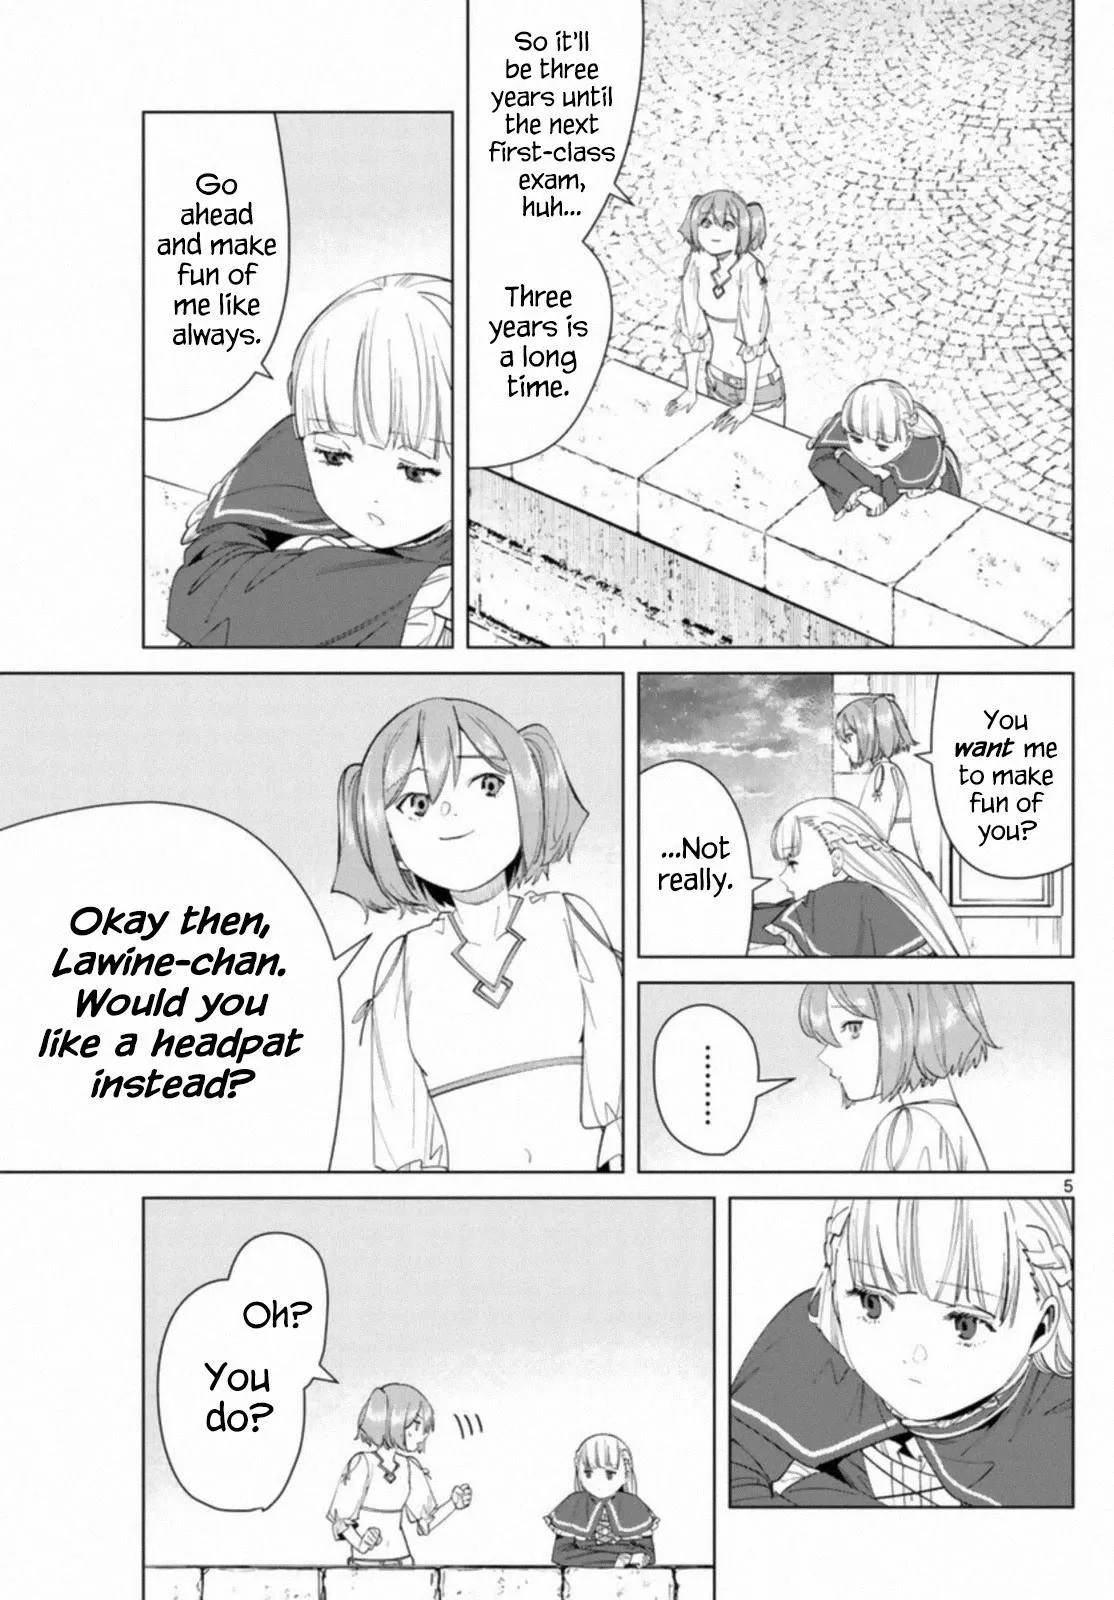 So it'll
be three
years until
the next
first-class
exam,
huh...
Three
years is
a long
time.
Go
ahead
and make
fun of
me like
always.
You
want me
to make
fun of
you?
...Not
really.
.........
Okay then,
Lawine-chan.
Would you
like a headpat
instead?
5
Oh?
You
do?